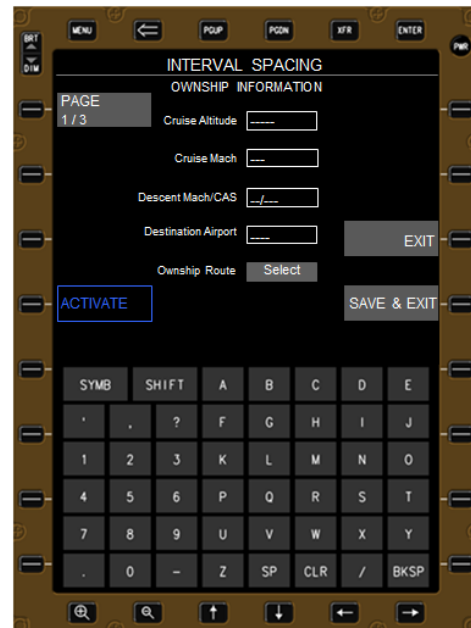 BRT
DIM
MENU
PGUP
PGDN
XFR
ENTER
PWR
INTERVAL SPACING
OWNSHIP INFORMATION
PAGE
1 / 3
Cruise Altitude -----
Cruise Mach ---
Descent Mach/CAS --/---
Destination Airport ----
EXIT
Ownship Route Select
ACTIVATE
SAVE & EXIT
SYMB SHIFT A B C D E
' , ? F G H I J
1 2 3 K L M N O
4 5 6 P Q R S T
7 8 9 U V W X Y
. 0 – Z SP CLR / BKSP